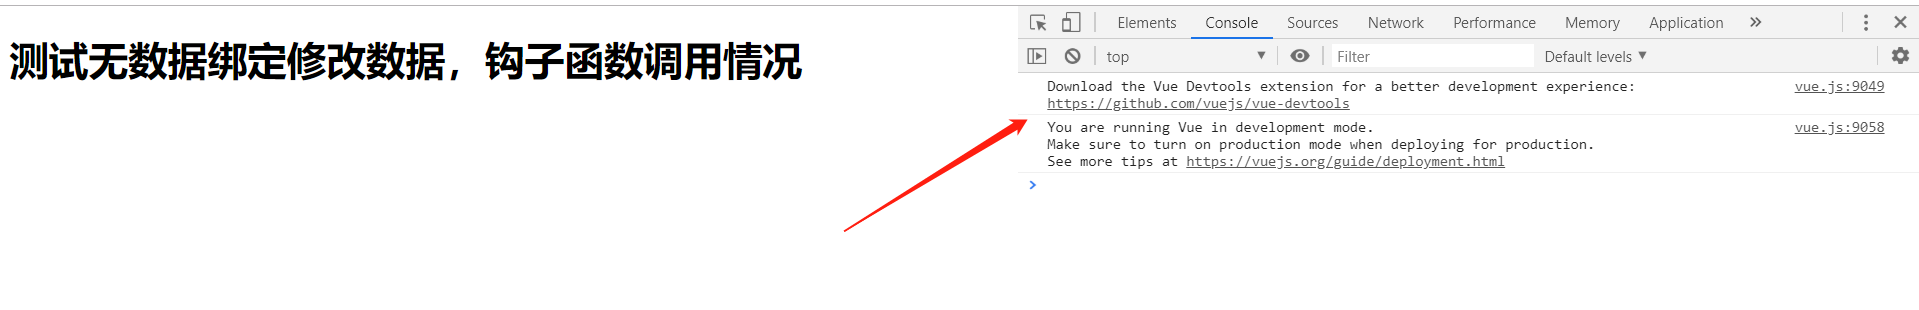 测试无数据绑定修改数据，钩子函数调用情况
Elements Console Sources Network Performance Memory Application »
top Filter Default levels
Download the Vue Devtools extension for a better development experience: vue.js:9049
https://github.com/vuejs/vue-devtools
You are running Vue in development mode. vue.js:9058
Make sure to turn on production mode when deploying for production.
See more tips at https://vuejs.org/guide/deployment.html